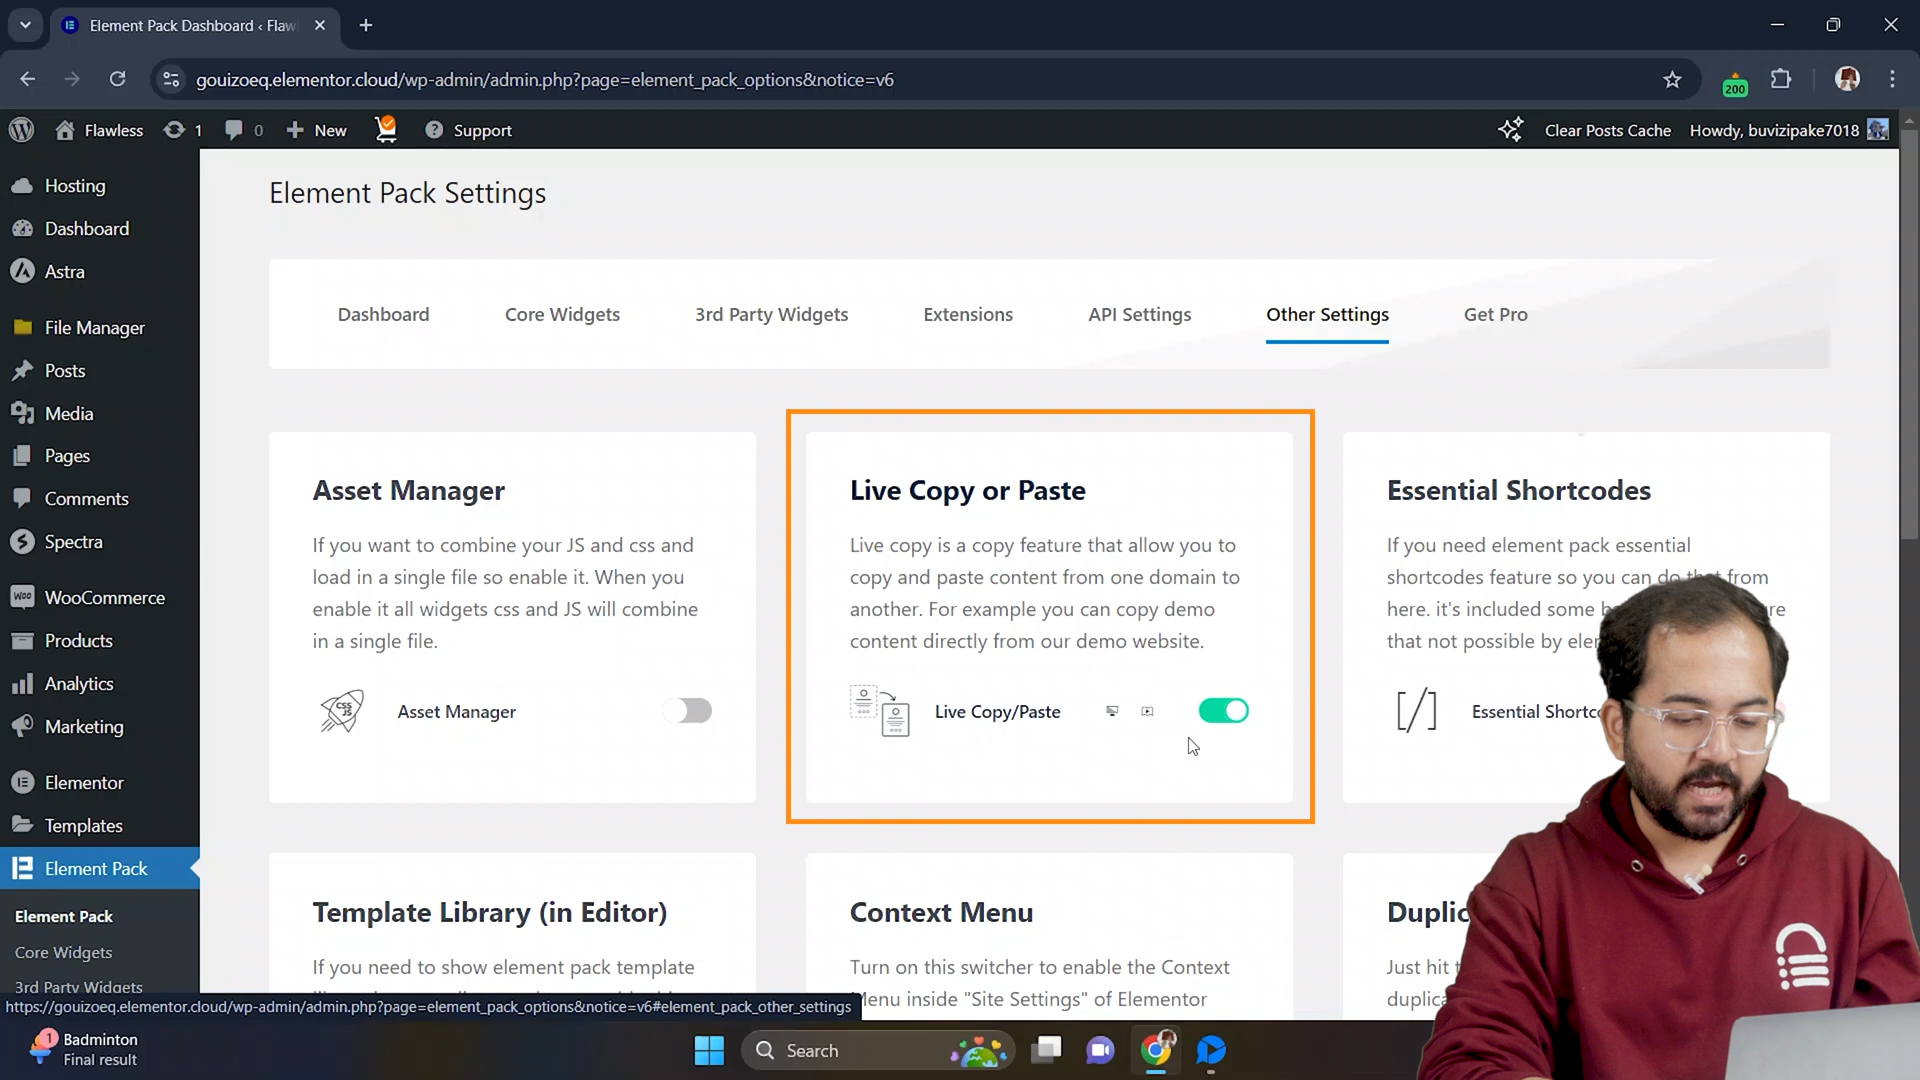 Element Pack Dashboard ‹ Flaw
gouizoeq.elementor.cloud/wp-admin/admin.php?page=element_pack_options&notice=v6
200
Flawless
1
0
New
Support
Clear Posts Cache
Howdy, buvizipake7018
Hosting
Dashboard
Astra
File Manager
Posts
Media
Pages
Comments
Spectra
WooCommerce
Products
Analytics
Marketing
Elementor
Templates
Element Pack
Element Pack
Core Widgets
3rd Party Widgets
Element Pack Settings
Dashboard
Core Widgets
3rd Party Widgets
Extensions
API Settings
Other Settings
Get Pro
Asset Manager
If you want to combine your JS and css and
load in a single file so enable it. When you
enable it all widgets css and JS will combine
in a single file.
CSS
JS
Asset Manager
Live Copy or Paste
Live copy is a copy feature that allow you to
copy and paste content from one domain to
another. For example you can copy demo
content directly from our demo website.
Live Copy/Paste
Essential Shortcodes
If you need element pack essential
shortcodes feature so you can do that from
here. it's included some
that not possible by
[/]
Essential
Template Library (in Editor)
If you need to show element pack template
Context Menu
Turn on this switcher to enable the Context
Menu inside "Site Settings" of Elementor
Duplic
Just hit
duplica
https://gouizoeq.elementor.cloud/wp-admin/admin.php?page=element_pack_options&notice=v6#element_pack_other_settings
1
Badminton
Final result
Search